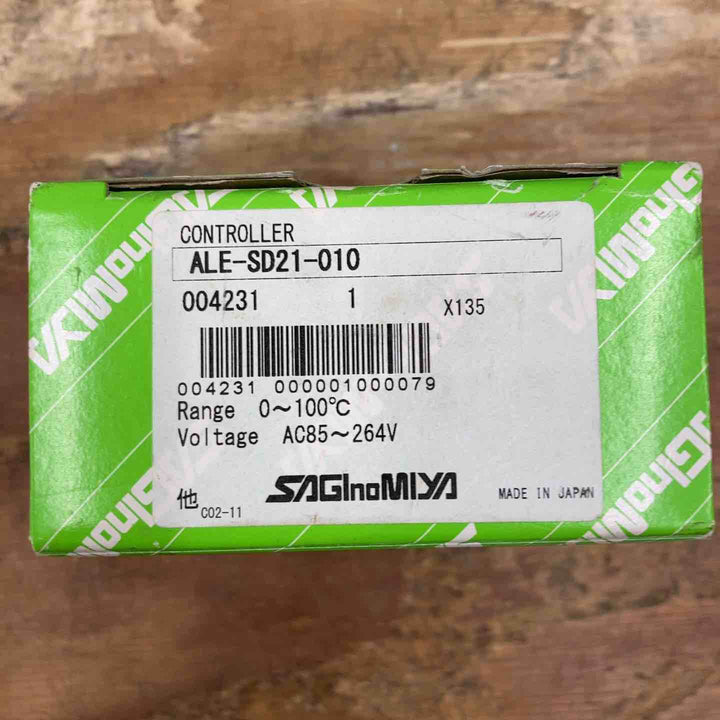 CONTROLLER
ALE-SD21-010
004231 1 X135
004231 000001000079
Range 0～100℃
Voltage AC85～264V
他 C02-11 SAGInoMIYA MADE IN JAPAN